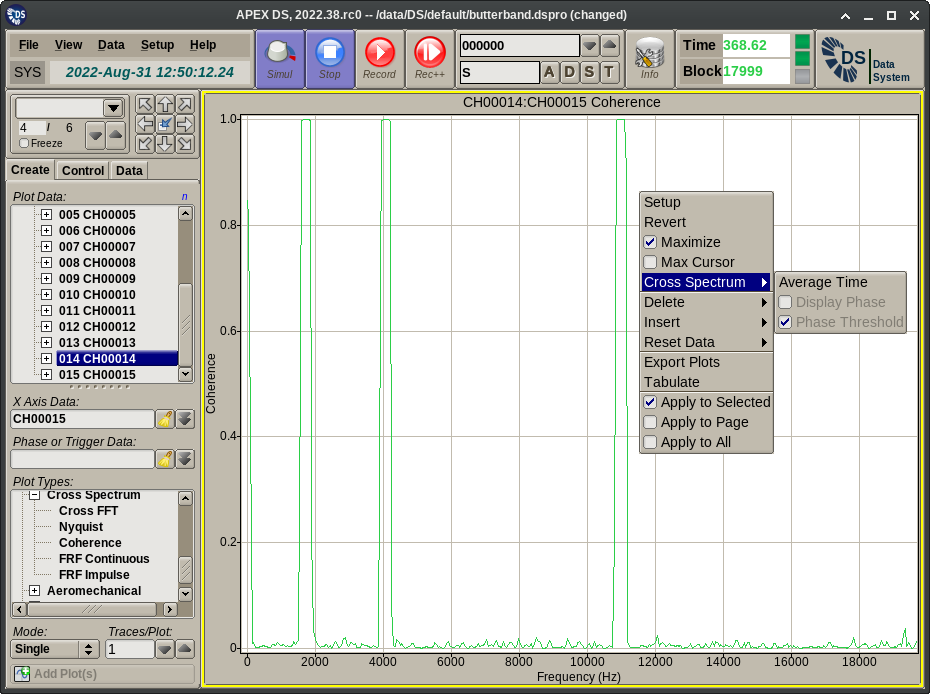 APEX DS, 2022.38.rc0 -- /data/DS/default/butterband.dspro (changed)
File View Data Setup Help
SYS 2022-Aug-31 12:50:12.24
Simul Stop Record Rec++
000000
S A D S T
Info
Time 368.62
Block 17999
DS Data System
4 / 6
Freeze
Create Control Data
Plot Data: n
005 CH00005
006 CH00006
007 CH00007
008 CH00008
009 CH00009
010 CH00010
011 CH00011
012 CH00012
013 CH00013
014 CH00014
015 CH00015
X Axis Data:
CH00015
Phase or Trigger Data:
Plot Types:
Cross Spectrum
Cross FFT
Nyquist
Coherence
FRF Continuous
FRF Impulse
Aeromechanical
Mode: Traces/Plot:
Single 1
Add Plot(s)
CH00014:CH00015 Coherence
1.0
0.8
0.6
0.4
0.2
0
Coherence
0 2000 4000 6000 8000 10000 12000 14000 16000 18000
Frequency (Hz)
Setup
Revert
Maximize
Max Cursor
Cross Spectrum
Delete
Insert
Reset Data
Export Plots
Tabulate
Apply to Selected
Apply to Page
Apply to All
Average Time
Display Phase
Phase Threshold